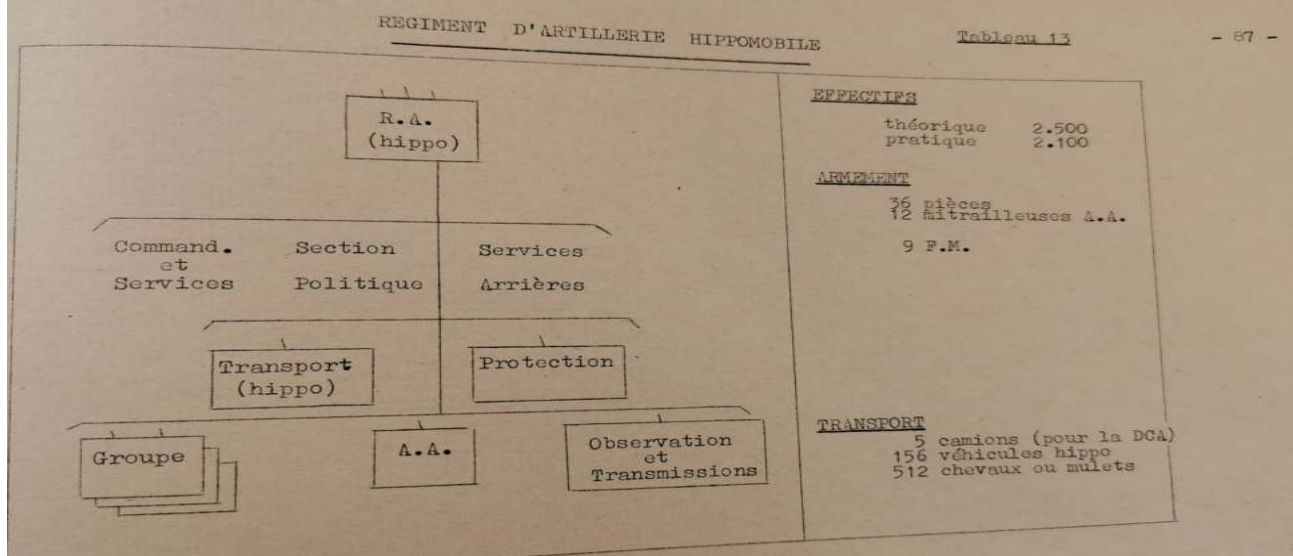 REGIMENT D'ARTILLERIE HIPPOMOBILE
Tableau 13
- 87 -
R.A.
(hippo)
Command.
et
Services
Section
Politique
Services
Arrières
Transport
(hippo)
Protection
Groupe
A.A.
Observation
et
Transmissions
EFFECTIFS
théorique 2.500
pratique 2.100
ARMEMENT
36 pièces
12 mitrailleuses A.A.
9 F.M.
TRANSPORT
5 camions (pour la DCA)
156 véhicules hippo
512 chevaux ou mulets